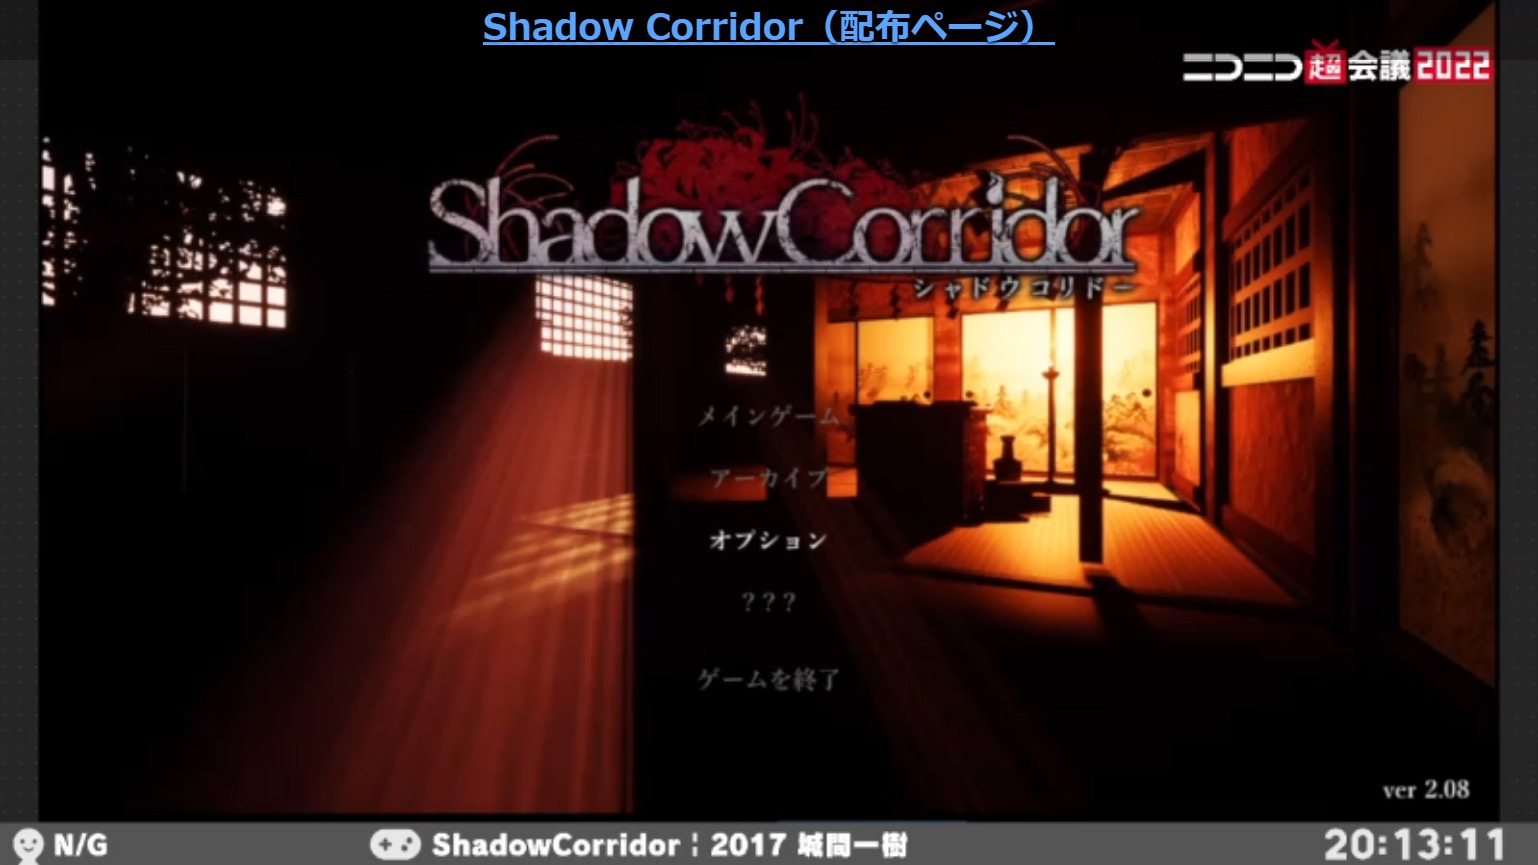 Shadow Corridor（配布ページ）
ニコニコ超会議2022
ShadowCorridor
シャドウコリドー
メインゲーム
アーカイブ
オプション
？？？
ゲームを終了
ver 2.08
N/G
ShadowCorridor ¦ 2017 城間一樹
20:13:11